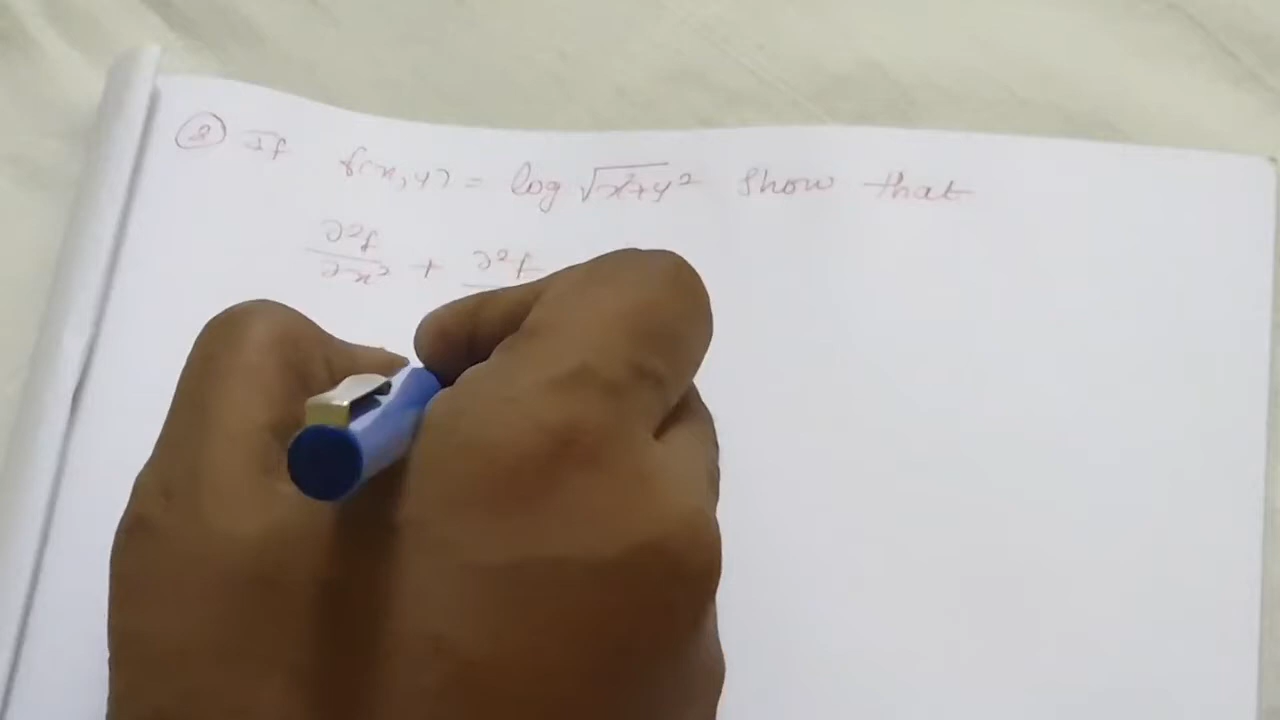 ② If f(x,y) = log √x²+y² show that
∂²f/∂x² + ∂²f